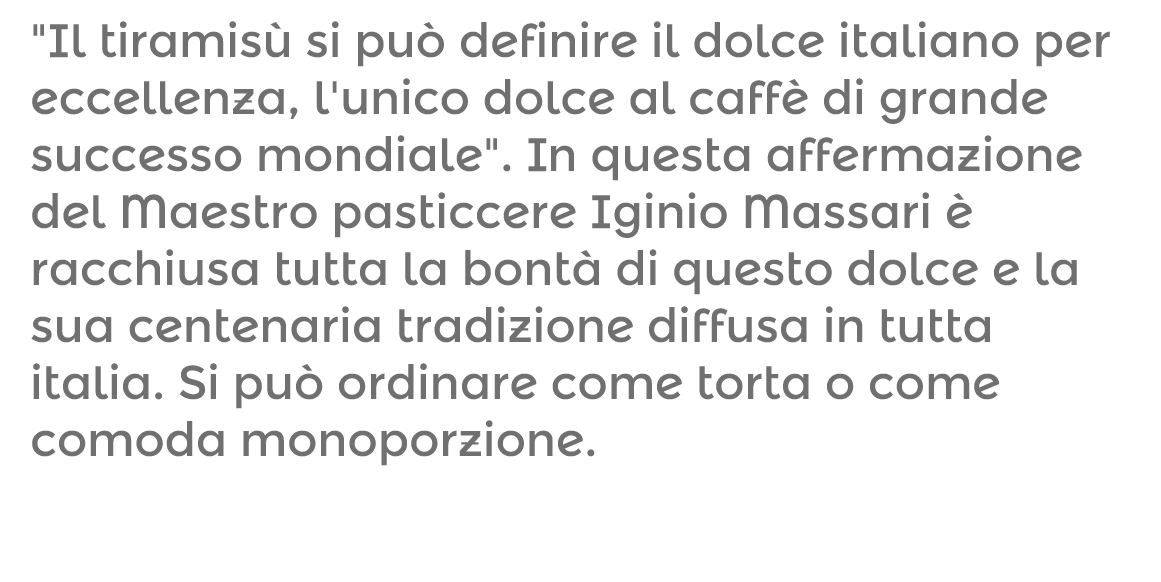 "Il tiramisù si può definire il dolce italiano per
eccellenza, l'unico dolce al caffè di grande
successo mondiale". In questa affermazione
del Maestro pasticcere Iginio Massari è
racchiusa tutta la bontà di questo dolce e la
sua centenaria tradizione diffusa in tutta
italia. Si può ordinare come torta o come
comoda monoporzione.